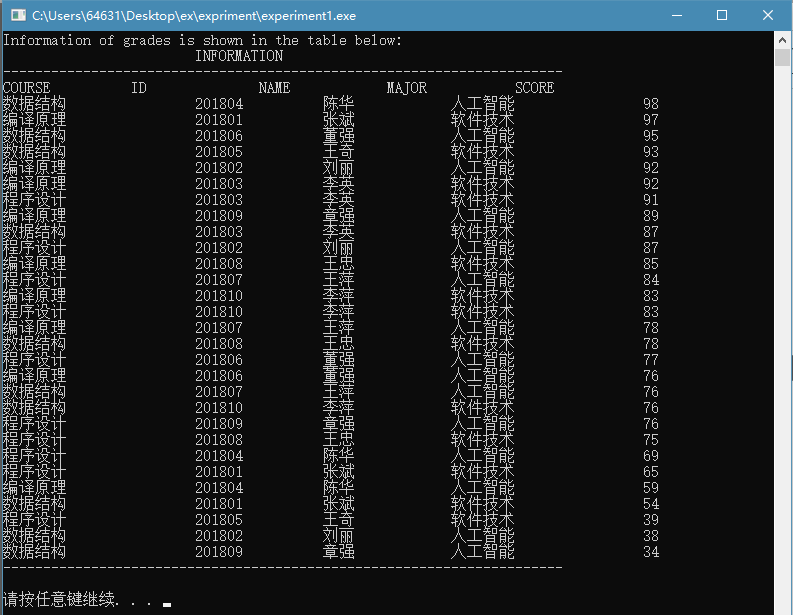 C:\Users\64631\Desktop\ex\expriment\experiment1.exe
Information of grades is shown in the table below:
INFORMATION
----------------------------------------------------------------------
COURSE ID NAME MAJOR SCORE
数据结构 201804 陈华 人工智能 98
编译原理 201801 张斌 软件技术 97
数据结构 201806 董强 人工智能 95
数据结构 201805 王奇 软件技术 93
编译原理 201802 刘丽 人工智能 92
编译原理 201803 李英 软件技术 92
程序设计 201803 李英 软件技术 91
编译原理 201809 章强 人工智能 89
数据结构 201803 李英 软件技术 87
程序设计 201802 刘丽 人工智能 87
编译原理 201808 王忠 软件技术 85
程序设计 201807 王萍 人工智能 84
编译原理 201810 李萍 软件技术 83
程序设计 201810 李萍 软件技术 83
编译原理 201807 王萍 人工智能 78
数据结构 201808 王忠 软件技术 78
程序设计 201806 董强 人工智能 77
编译原理 201806 董强 人工智能 76
数据结构 201807 王萍 人工智能 76
数据结构 201810 李萍 软件技术 76
程序设计 201809 章强 人工智能 76
程序设计 201808 王忠 软件技术 75
程序设计 201804 陈华 人工智能 69
程序设计 201801 张斌 软件技术 65
编译原理 201804 陈华 人工智能 59
数据结构 201801 张斌 软件技术 54
程序设计 201805 王奇 软件技术 39
数据结构 201802 刘丽 人工智能 38
数据结构 201809 章强 人工智能 34
----------------------------------------------------------------------
请按任意键继续. . .